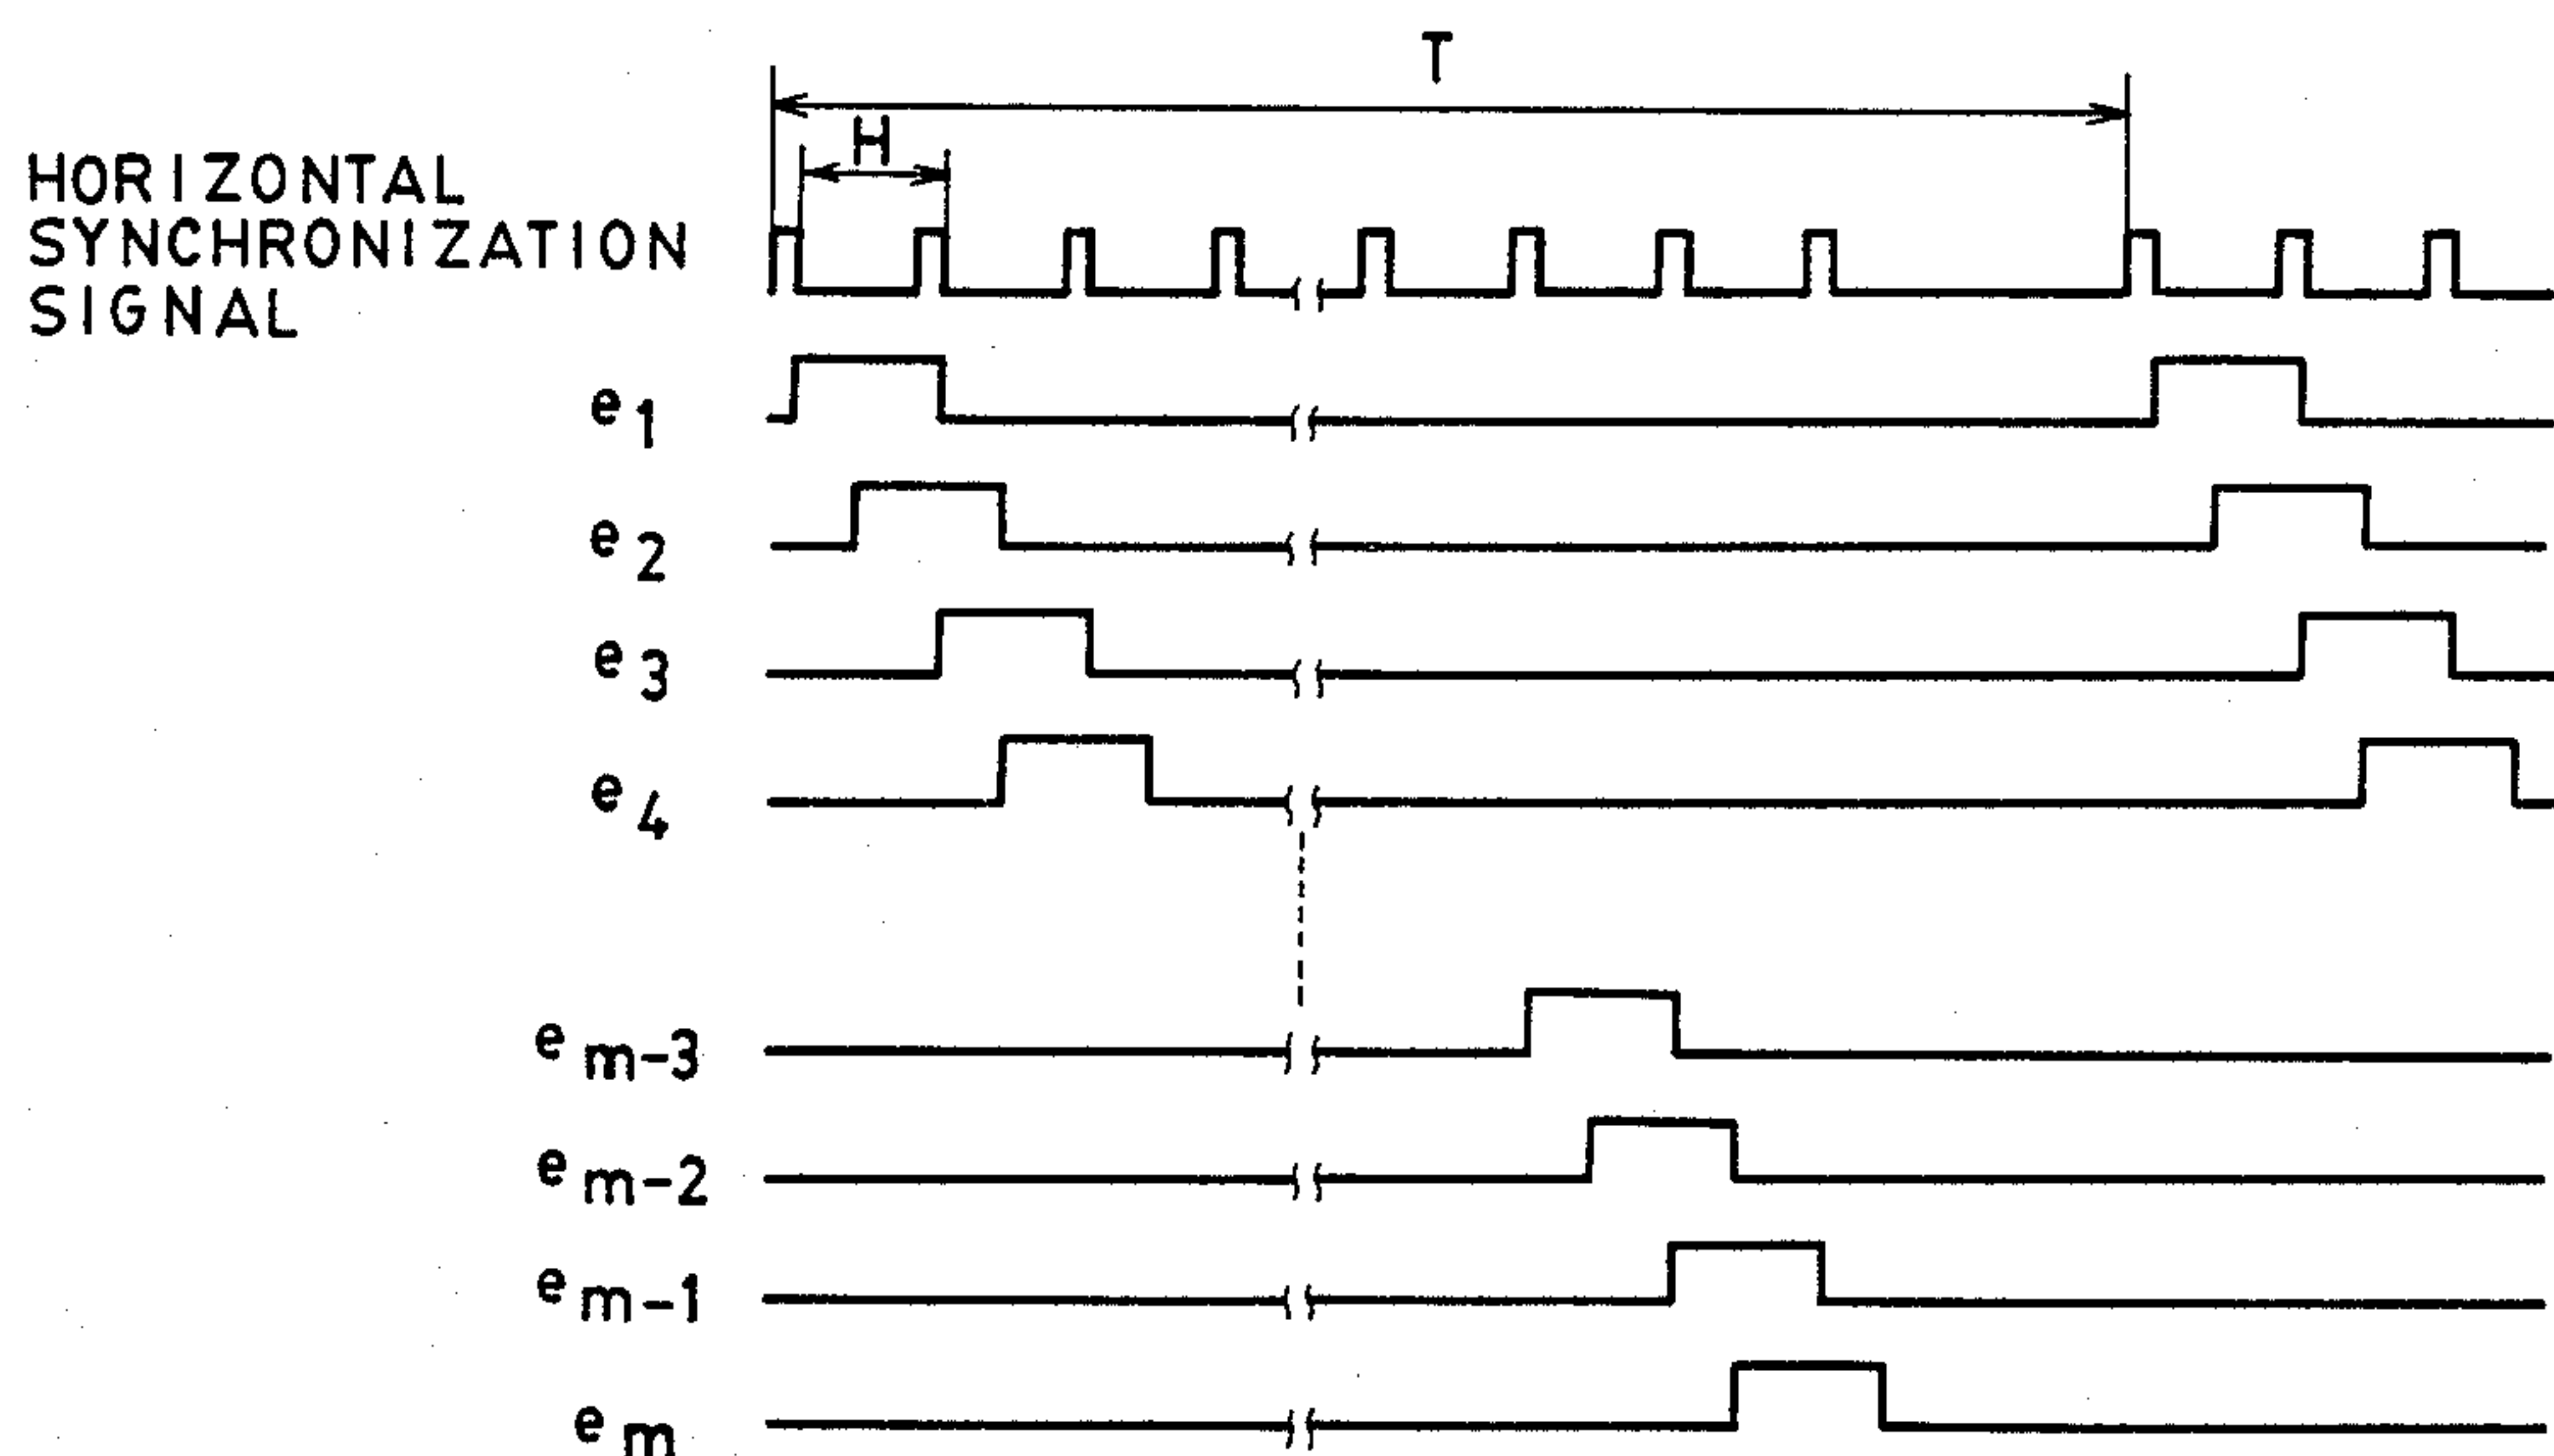 T
H
HORIZONTAL
SYNCHRONIZATION
SIGNAL
e1
e2
e3
e4
em-3
em-2
em-1
em